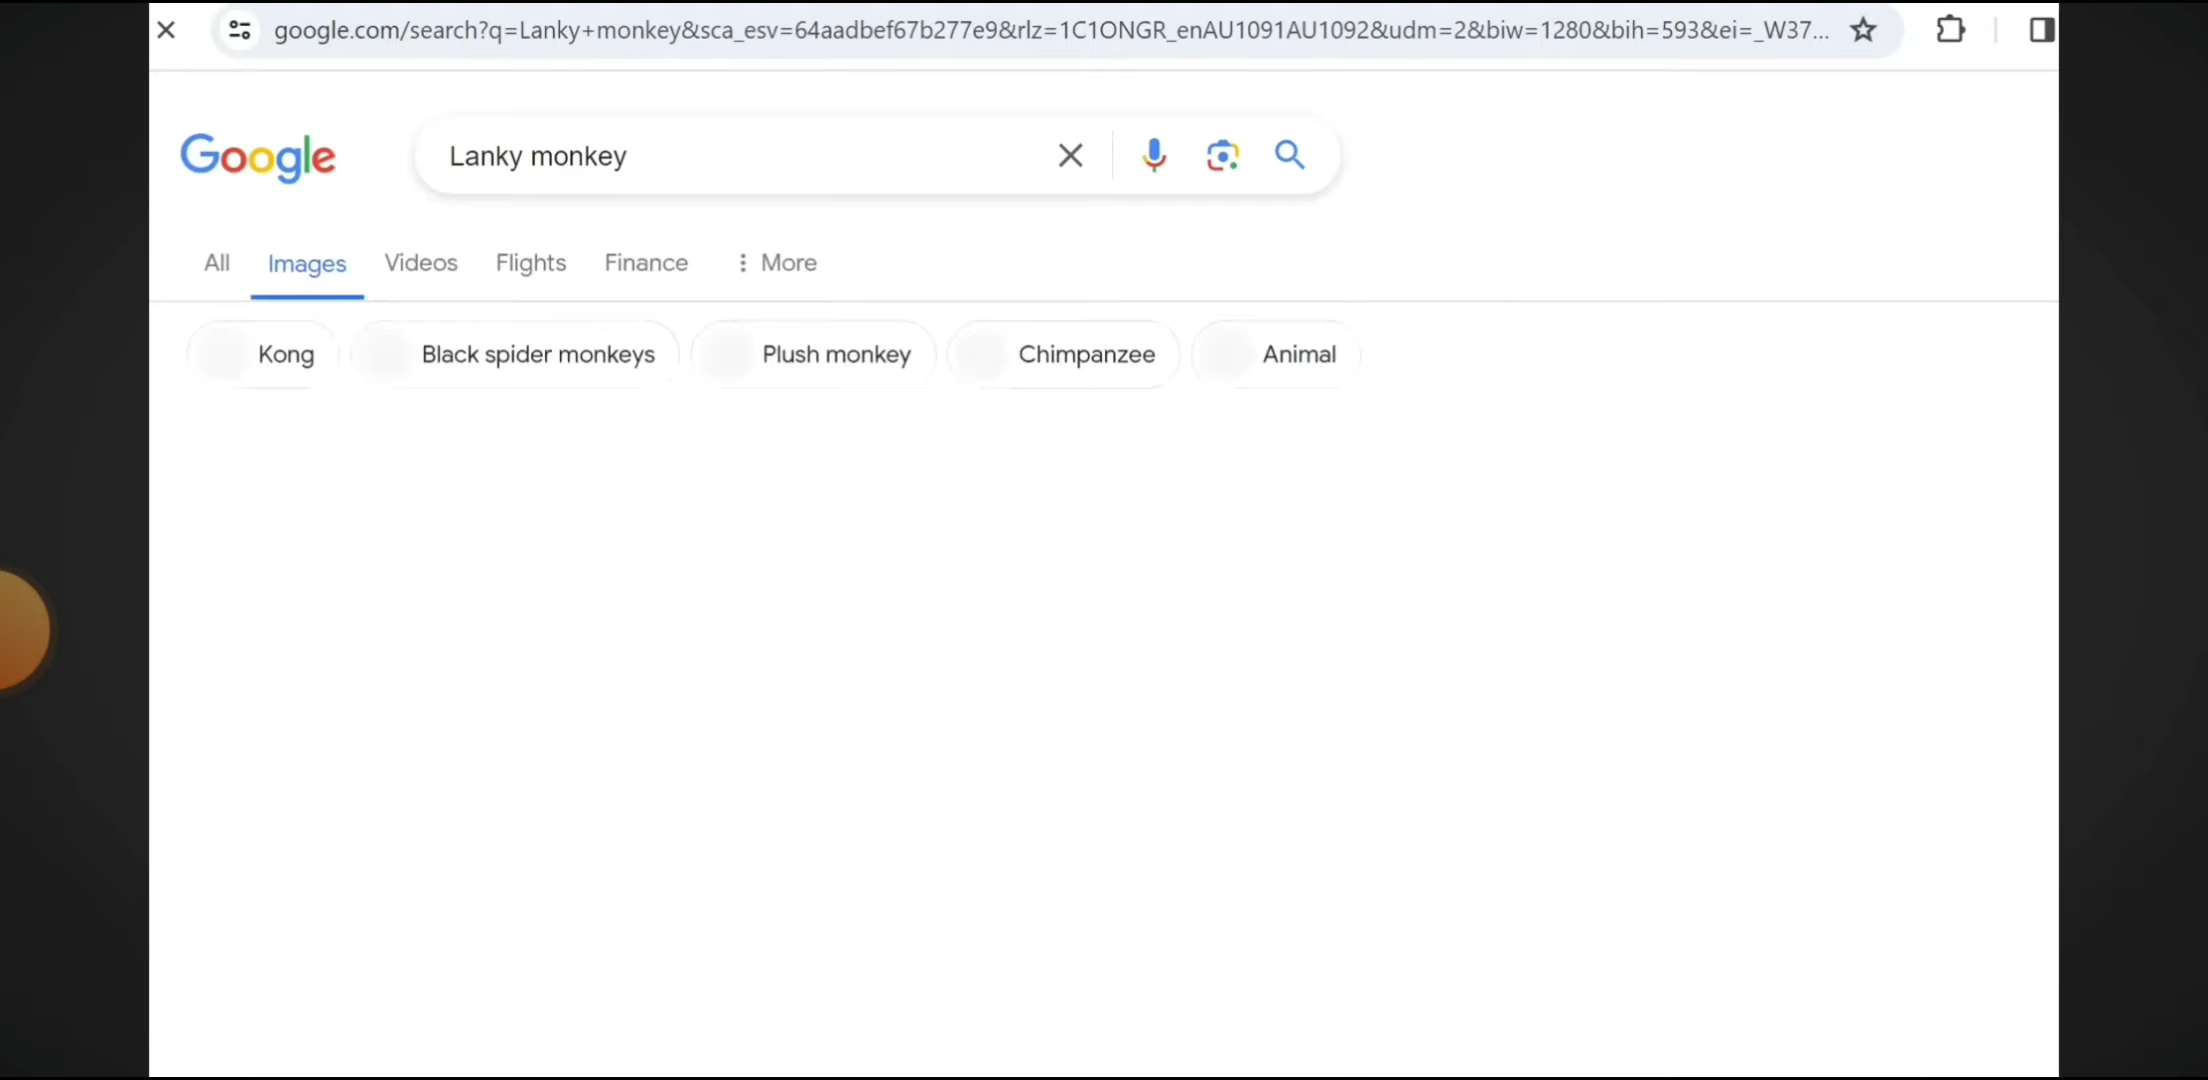 google.com/search?q=Lanky+monkey&sca_esv=64aadbef67b277e9&rlz=1C1ONGR_enAU1091AU1092&udm=2&biw=1280&bih=593&ei=_W37...
Google
Lanky monkey
All Images Videos Flights Finance More
Kong Black spider monkeys Plush monkey Chimpanzee Animal